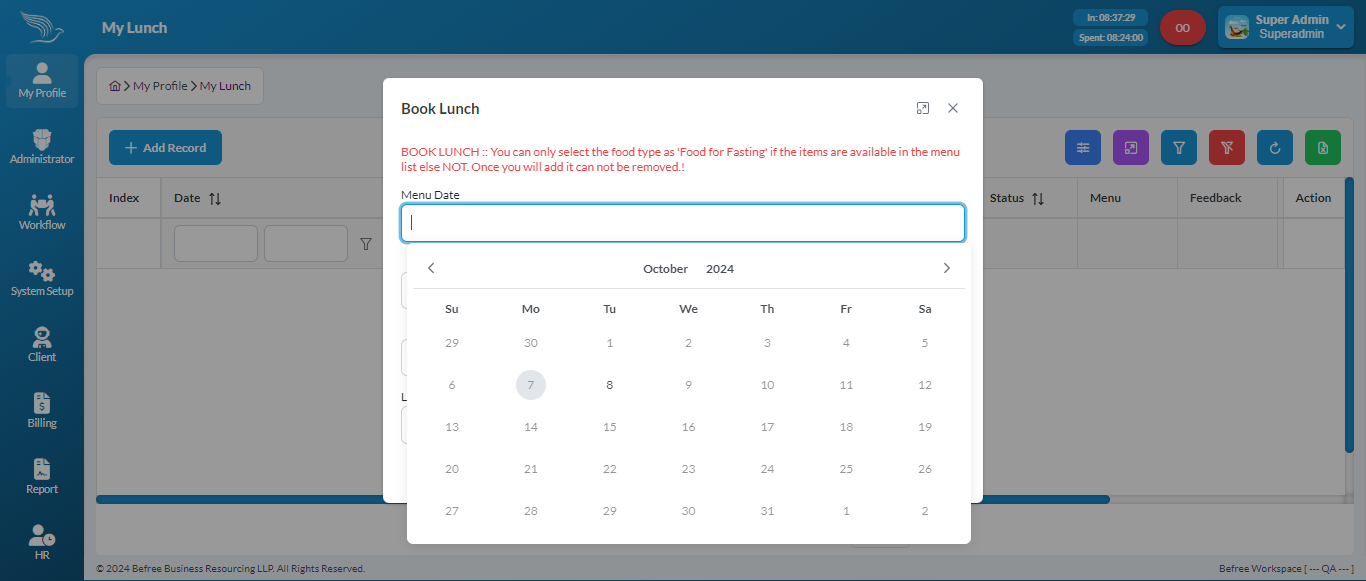 My Lunch
In: 08:37:29
Spent: 08:24:00
00
Super Admin
Superadmin
My Profile
Administrator
Workflow
System Setup
Client
Billing
Report
HR
My Profile My Lunch
Add Record
Index Date Status Menu Feedback Action
Book Lunch
BOOK LUNCH :: You can only select the food type as 'Food for Fasting' if the items are available in the menu
list else NOT. Once you will add it can not be removed.!
Menu Date
L
October 2024
Su Mo Tu We Th Fr Sa
29 30 1 2 3 4 5
6 7 8 9 10 11 12
13 14 15 16 17 18 19
20 21 22 23 24 25 26
27 28 29 30 31 1 2
© 2024 Befree Business Resourcing LLP. All Rights Reserved.
Befree Workspace [ --- QA --- ]